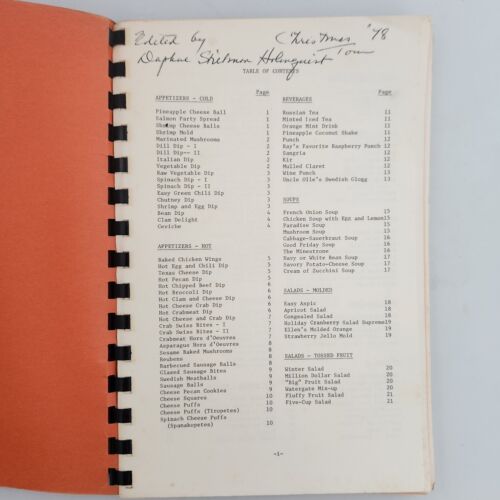 Edited by Christmas '78
Daphne Holmquist Tour
TABLE OF CONTENTS
Page
APPETIZERS - COLD
Pineapple Cheese Ball 1
Salmon Party Spread 1
Shrimp Cheese Balls 1
Shrimp Mold 1
Marinated Mushrooms 2
Dill Dip - I 2
Dill Dip - II 2
Italian Dip 2
Vegetable Dip 2
Raw Vegetable Dip 3
Spinach Dip - I 3
Spinach Dip - II 3
Easy Green Chili Dip 3
Chutney Dip 3
Shrimp and Egg Dip 3
Bean Dip 4
Clam Delight 4
Ceviche 4
APPETIZERS - HOT
Baked Chicken Wings 5
Hot Egg and Chili Dip 5
Texas Cheese Dip 5
Hot Pecan Dip 5
Hot Chipped Beef Dip 6
Hot Broccoli Dip 6
Hot Clam and Cheese Dip 6
Hot Cheese Crab Dip 6
Hot Crabmeat Dip 6
Hot Cheese and Crab Dip 7
Crab Swiss Bites - I 7
Crab Swiss Bites - II 7
Crabmeat Hors d'Oeuvres 7
Asparagus Hors d'Oeuvres 8
Sesame Baked Mushrooms 8
Reubens 8
Barbecued Sausage Balls 8
Glazed Sausage Bites 9
Swedish Meatballs 9
Sausage Balls 9
Cheese Pecan Cookies 9
Cheese Squares 10
Cheese Puffs 10
Cheese Puffs (Tiropetes) 10
Spinach Cheese Puffs
(Spanakopetes) 10
Page
BEVERAGES
Russian Tea 11
Minted Iced Tea 11
Orange Mint Drink 11
Pineapple Coconut Shake 11
Punch 12
Ray's Favorite Raspberry Punch 12
Sangria 12
Kir 12
Mulled Claret 12
Wine Punch 13
Uncle Olle's Swedish Glogg 13
SOUPS
French Onion Soup 15
Chicken Soup with Egg and Lemon 15
Paradise Soup 15
Mushroom Soup 15
Cabbage-Sauerkraut Soup 16
Good Friday Soup 16
The Minestrone 16
Easy or White Bean Soup 17
Savory Potato-Cheese Soup 17
Cream of Zucchini Soup 17
SALADS - MOLDED
Easy Aspic 18
Apricot Salad 18
Congealed Salad 18
Holiday Cranberry Salad Supreme 19
Ellen's Molded Orange 19
Strawberry Jello Mold 19
SALADS - TOSSED FRUIT
Winter Salad 20
Million Dollar Salad 20
"Big" Fruit Salad 20
Watergate Mix-up 20
Fluffy Fruit Salad 21
Five-Cup Salad 21
-i-